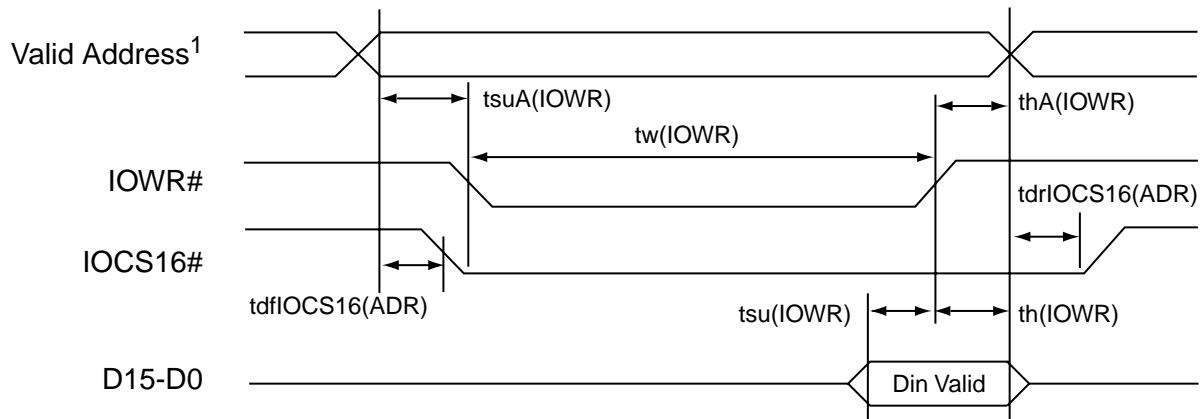 Valid Address1
tsuA(IOWR)
thA(IOWR)
tw(IOWR)
IOWR#
tdrIOCS16(ADR)
IOCS16#
tdfIOCS16(ADR)
tsu(IOWR)
th(IOWR)
D15-D0
Din Valid